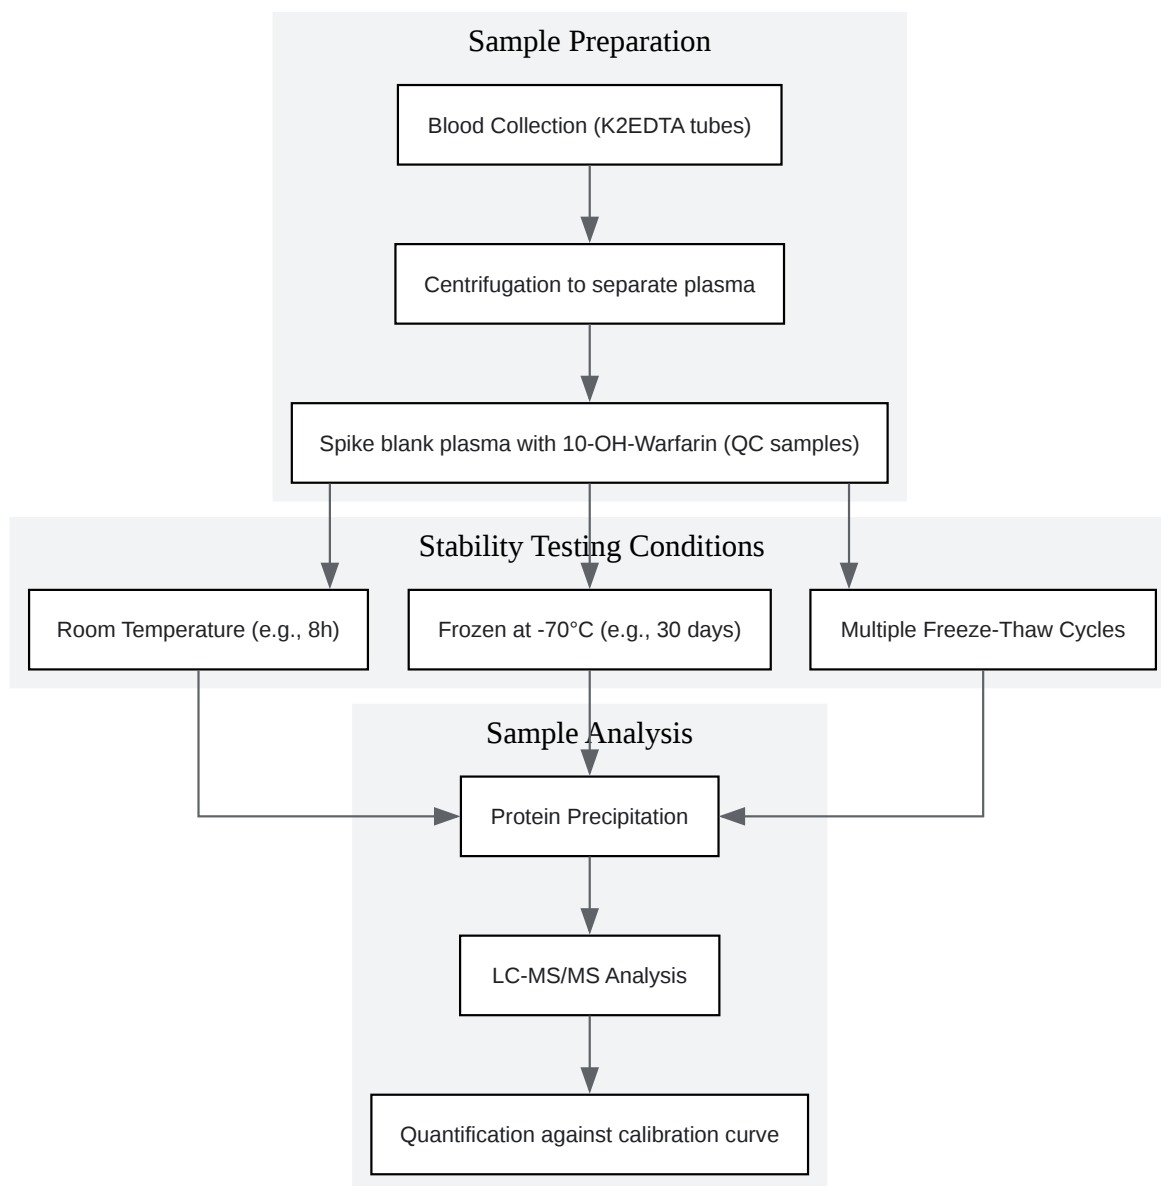 Sample Preparation
Blood Collection (K2EDTA tubes)
Centrifugation to separate plasma
Spike blank plasma with 10-OH-Warfarin (QC samples)
Stability Testing Conditions
Room Temperature (e.g., 8h)
Frozen at -70°C (e.g., 30 days)
Multiple Freeze-Thaw Cycles
Sample Analysis
Protein Precipitation
LC-MS/MS Analysis
Quantification against calibration curve